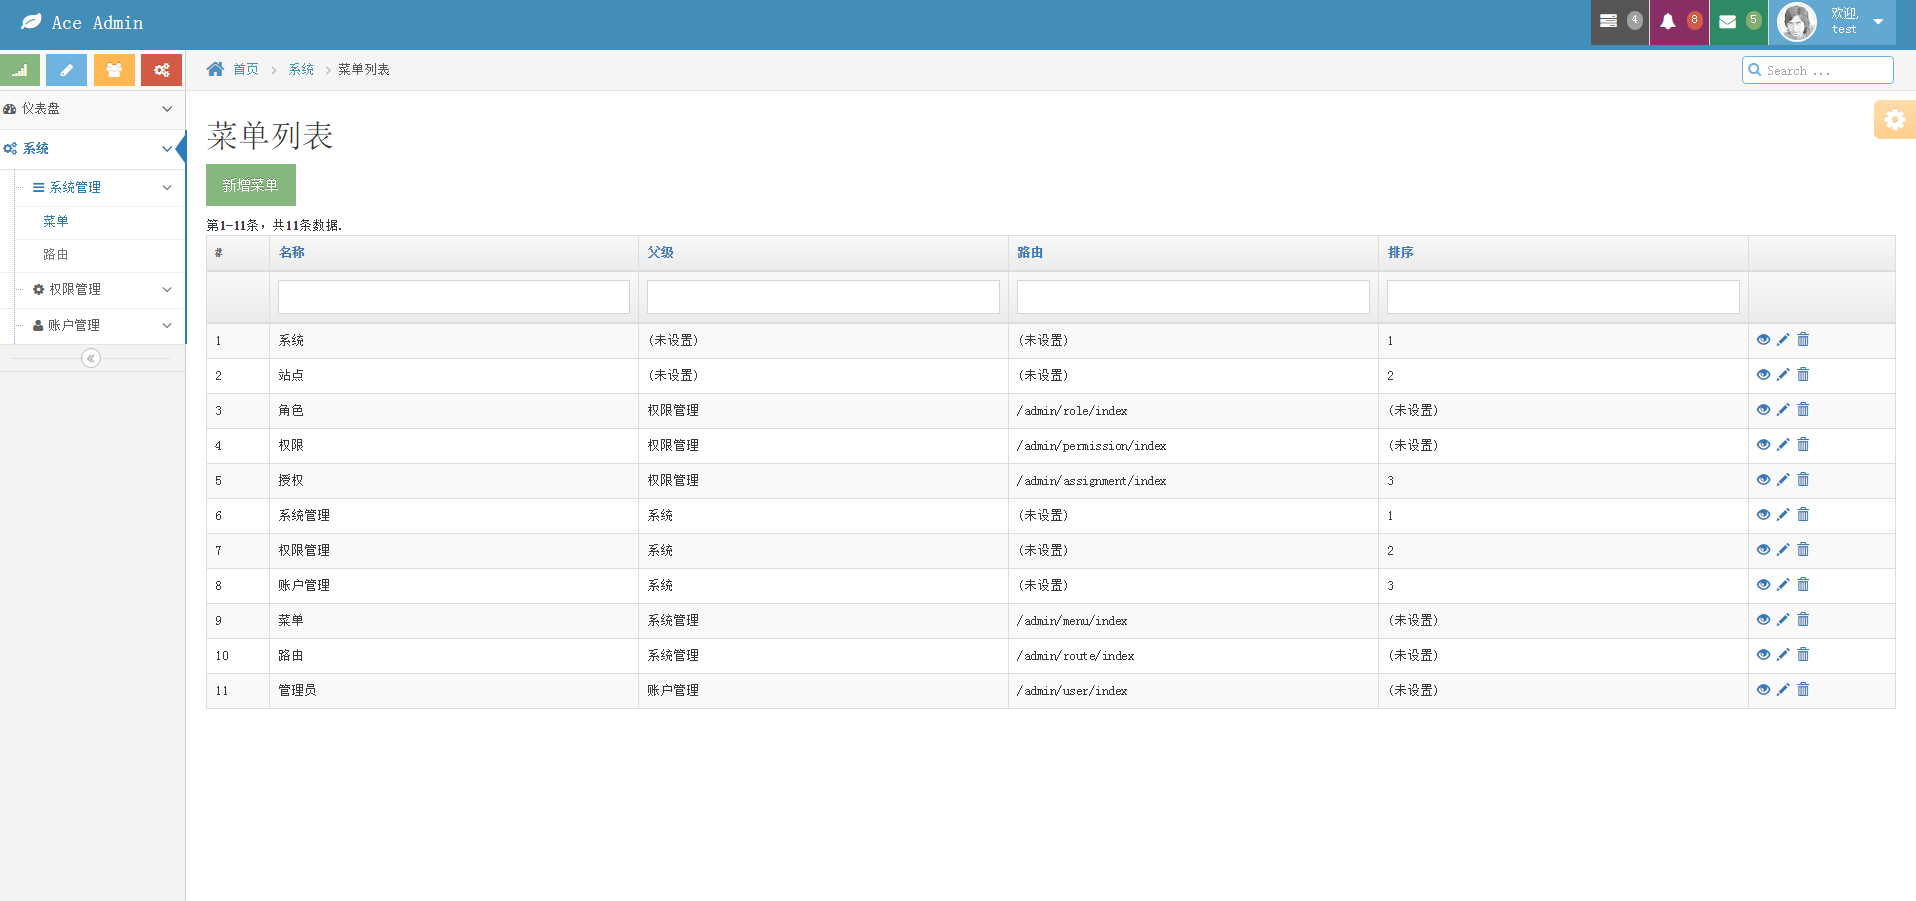 Ace Admin
4
8
5
欢迎,
test
首页 系统 菜单列表
Search ...
仪表盘
系统
系统管理
菜单
路由
权限管理
账户管理
菜单列表
新增菜单
第1-11条，共11条数据.
# 名称 父级 路由 排序
1 系统 (未设置) (未设置) 1
2 站点 (未设置) (未设置) 2
3 角色 权限管理 /admin/role/index (未设置)
4 权限 权限管理 /admin/permission/index (未设置)
5 授权 权限管理 /admin/assignment/index 3
6 系统管理 系统 (未设置) 1
7 权限管理 系统 (未设置) 2
8 账户管理 系统 (未设置) 3
9 菜单 系统管理 /admin/menu/index (未设置)
10 路由 系统管理 /admin/route/index (未设置)
11 管理员 账户管理 /admin/user/index (未设置)